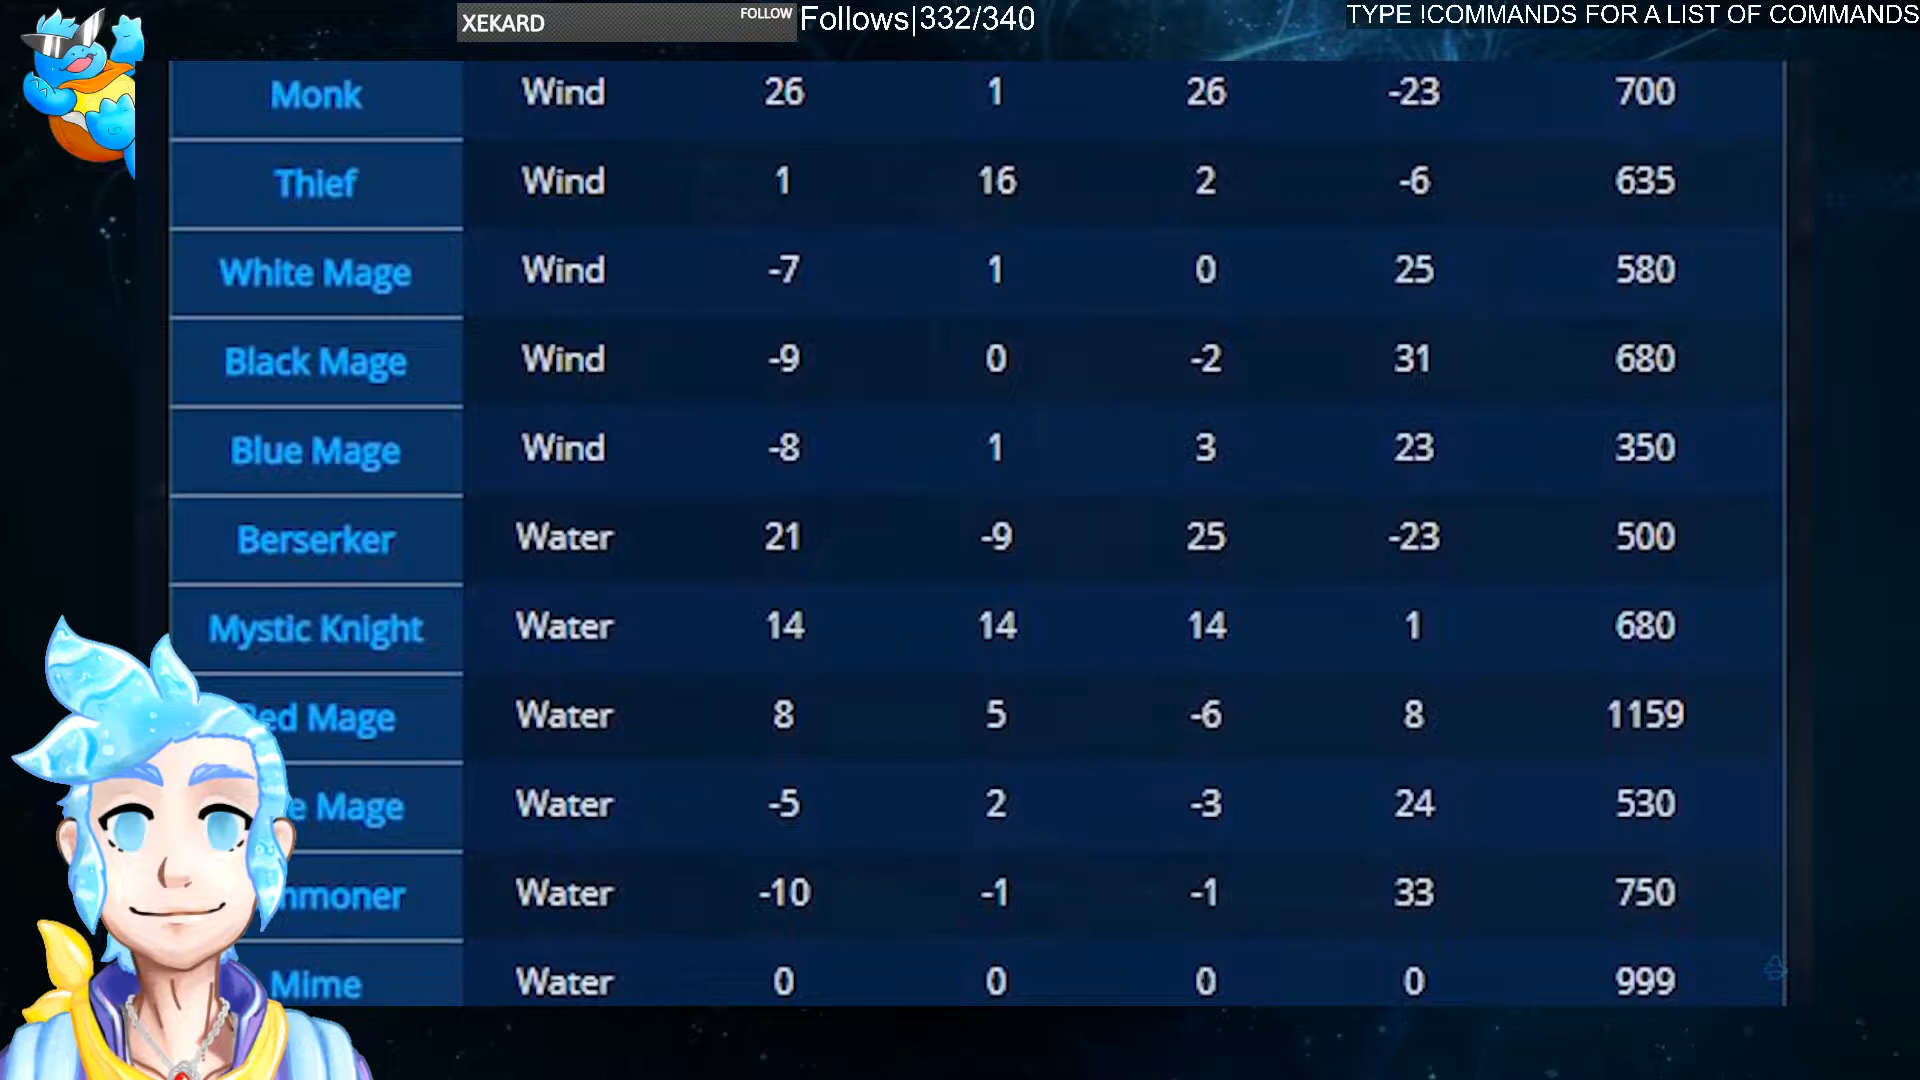 XEKARD FOLLOW Follows|332/340 TYPE !COMMANDS FOR A LIST OF COMMANDS
Monk Wind 26 1 26 -23 700
Thief Wind 1 16 2 -6 635
White Mage Wind -7 1 0 25 580
Black Mage Wind -9 0 -2 31 680
Blue Mage Wind -8 1 3 23 350
Berserker Water 21 -9 25 -23 500
Mystic Knight Water 14 14 14 1 680
Red Mage Water 8 5 -6 8 1159
Mage Water -5 2 -3 24 530
Water -10 -1 -1 33 750
Mime Water 0 0 0 0 999